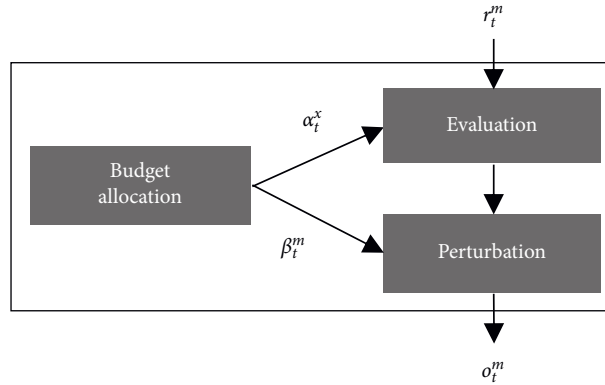 r_t^m
α_t^x
Evaluation
Budget
allocation
β_t^m
Perturbation
o_t^m